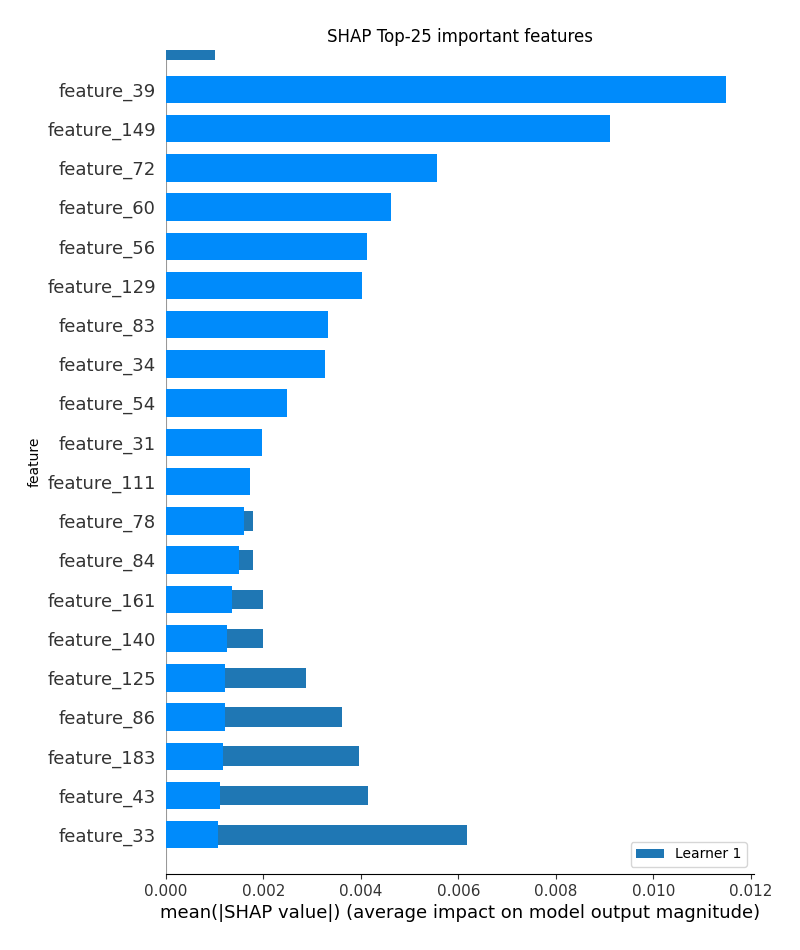 SHAP Top-25 important features
feature_39
feature_149
feature_72
feature_60
feature_56
feature_129
feature_83
feature_34
feature_54
feature_31
feature
feature_111
feature_78
feature_84
feature_161
feature_140
feature_125
feature_86
feature_183
feature_43
feature_33
Learner 1
0.000 0.002 0.004 0.006 0.008 0.010 0.012
mean(|SHAP value|) (average impact on model output magnitude)